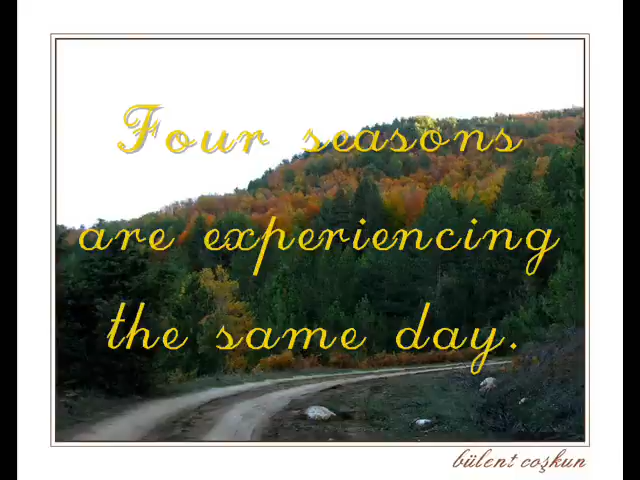 Four seasons
are experiencing
the same day.
bülent coşkun